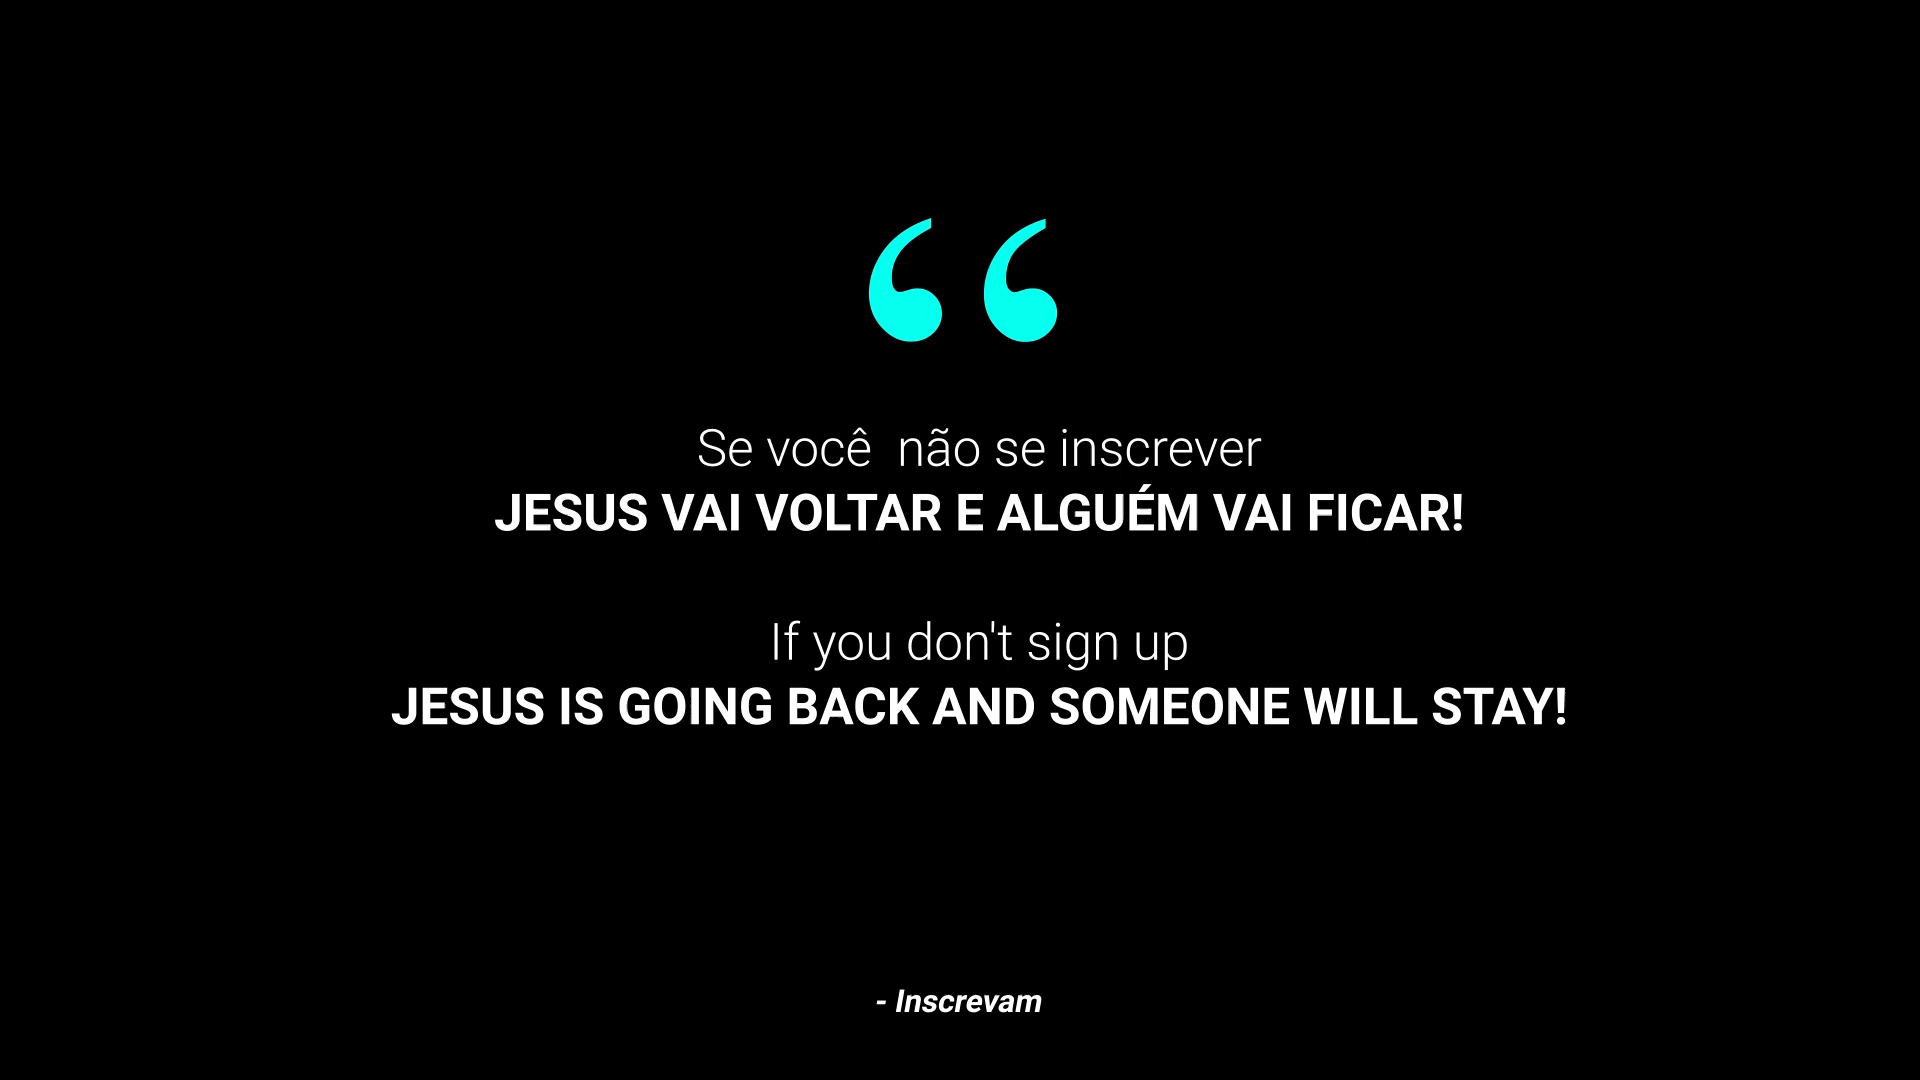 “
Se você  não se inscrever
JESUS VAI VOLTAR E ALGUÉM VAI FICAR!
If you don't sign up
JESUS IS GOING BACK AND SOMEONE WILL STAY!
- Inscrevam